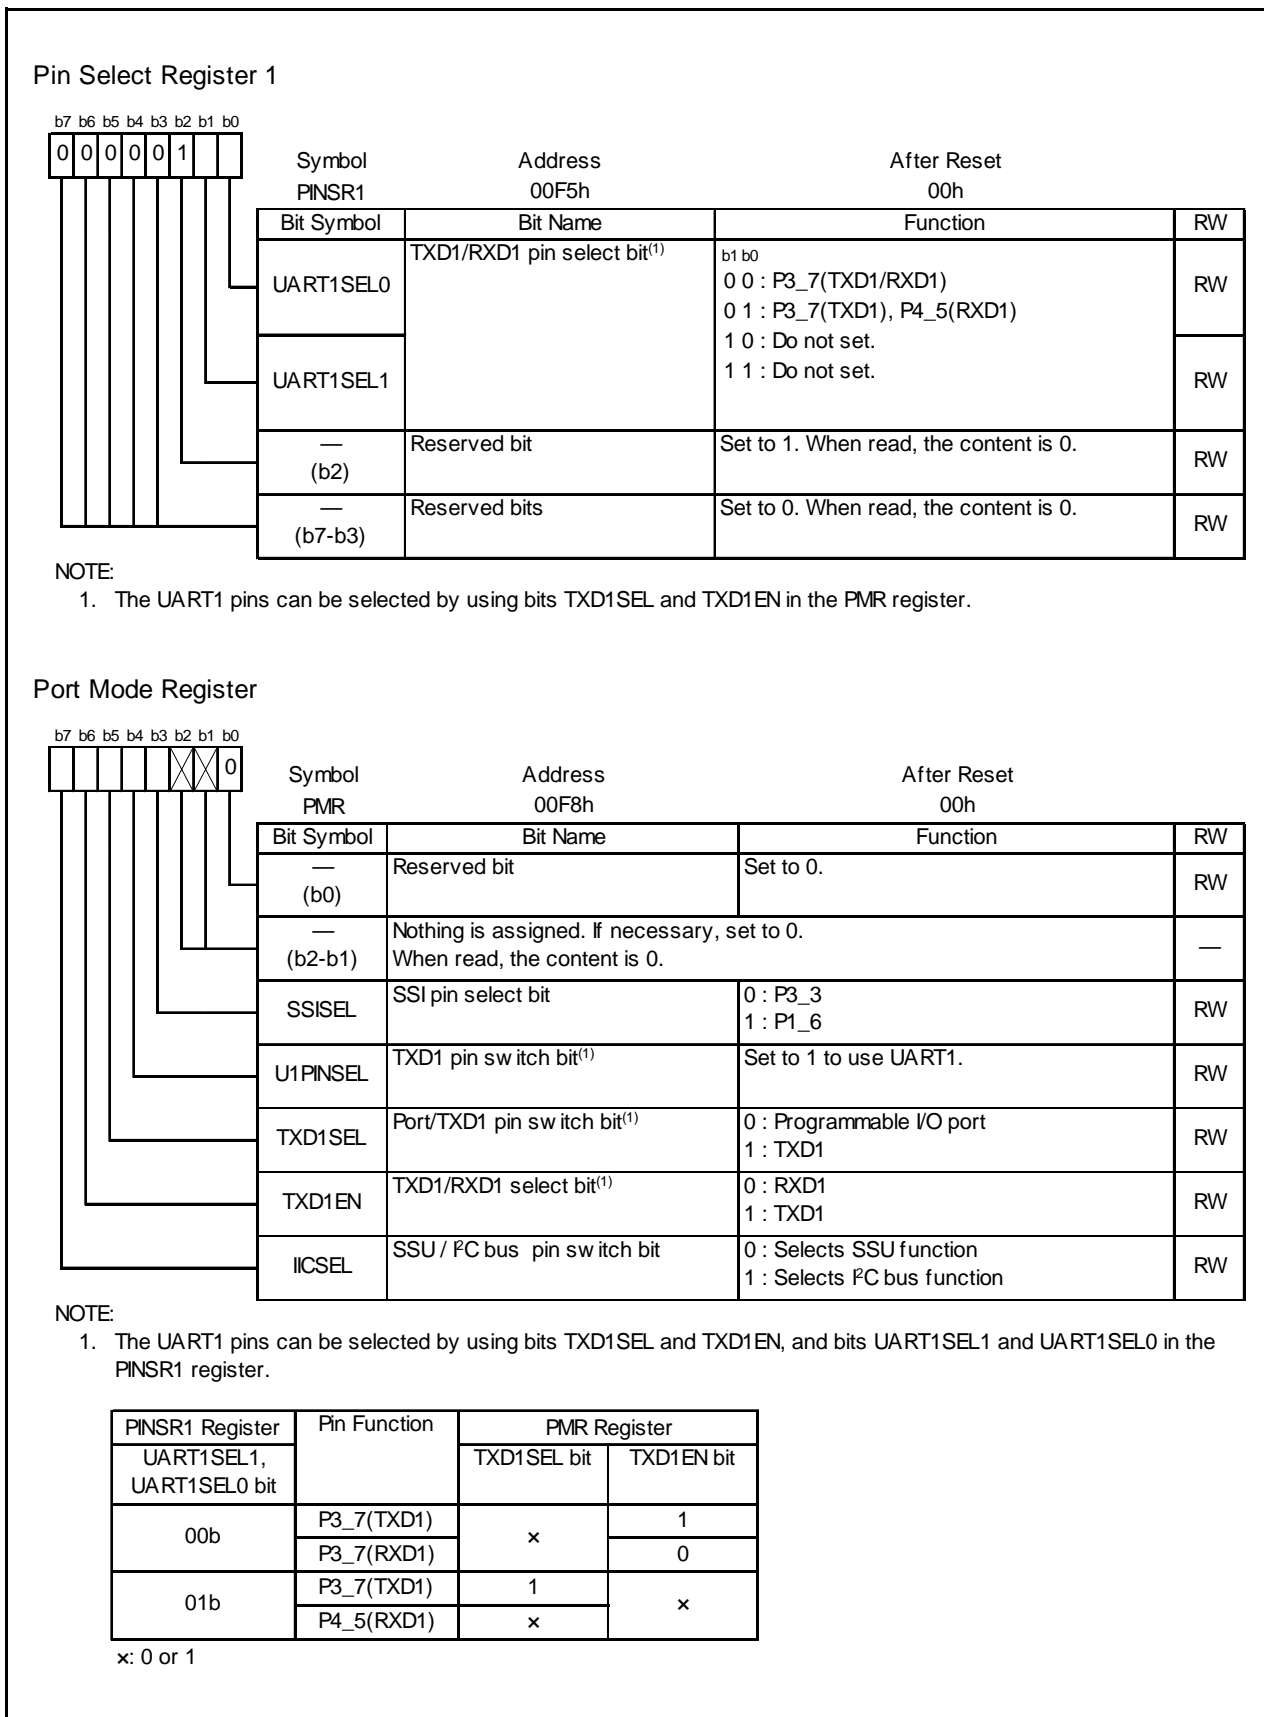 Pin Select Register 1
b7 b6 b5 b4 b3 b2 b1 b0
0 0 0 0 0 1
Symbol Address After Reset
PINSR1 00F5h 00h
Bit Symbol Bit Name Function RW
UART1SEL0 TXD1/RXD1 pin select bit(1) b1 b0
0 0 : P3_7(TXD1/RXD1)
0 1 : P3_7(TXD1), P4_5(RXD1)
RW
UART1SEL1 1 0 : Do not set.
1 1 : Do not set.
RW
— Reserved bit Set to 1. When read, the content is 0. RW
(b2)
— Reserved bits Set to 0. When read, the content is 0. RW
(b7-b3)
NOTE:
1. The UART1 pins can be selected by using bits TXD1SEL and TXD1EN in the PMR register.
Port Mode Register
b7 b6 b5 b4 b3 b2 b1 b0
0
Symbol Address After Reset
PMR 00F8h 00h
Bit Symbol Bit Name Function RW
— Reserved bit Set to 0. RW
(b0)
— Nothing is assigned. If necessary, set to 0. —
(b2-b1) When read, the content is 0.
SSISEL SSI pin select bit 0 : P3_3
1 : P1_6
RW
U1PINSEL TXD1 pin switch bit(1) Set to 1 to use UART1. RW
TXD1SEL Port/TXD1 pin switch bit(1) 0 : Programmable I/O port
1 : TXD1
RW
TXD1EN TXD1/RXD1 select bit(1) 0 : RXD1
1 : TXD1
RW
IICSEL SSU / I2C bus pin switch bit 0 : Selects SSU function
1 : Selects I2C bus function
RW
NOTE:
1. The UART1 pins can be selected by using bits TXD1SEL and TXD1EN, and bits UART1SEL1 and UART1SEL0 in the
PINSR1 register.
PINSR1 Register Pin Function PMR Register
UART1SEL1, TXD1SEL bit TXD1EN bit
UART1SEL0 bit
00b P3_7(TXD1) × 1
P3_7(RXD1) 0
01b P3_7(TXD1) 1 ×
P4_5(RXD1) ×
×: 0 or 1